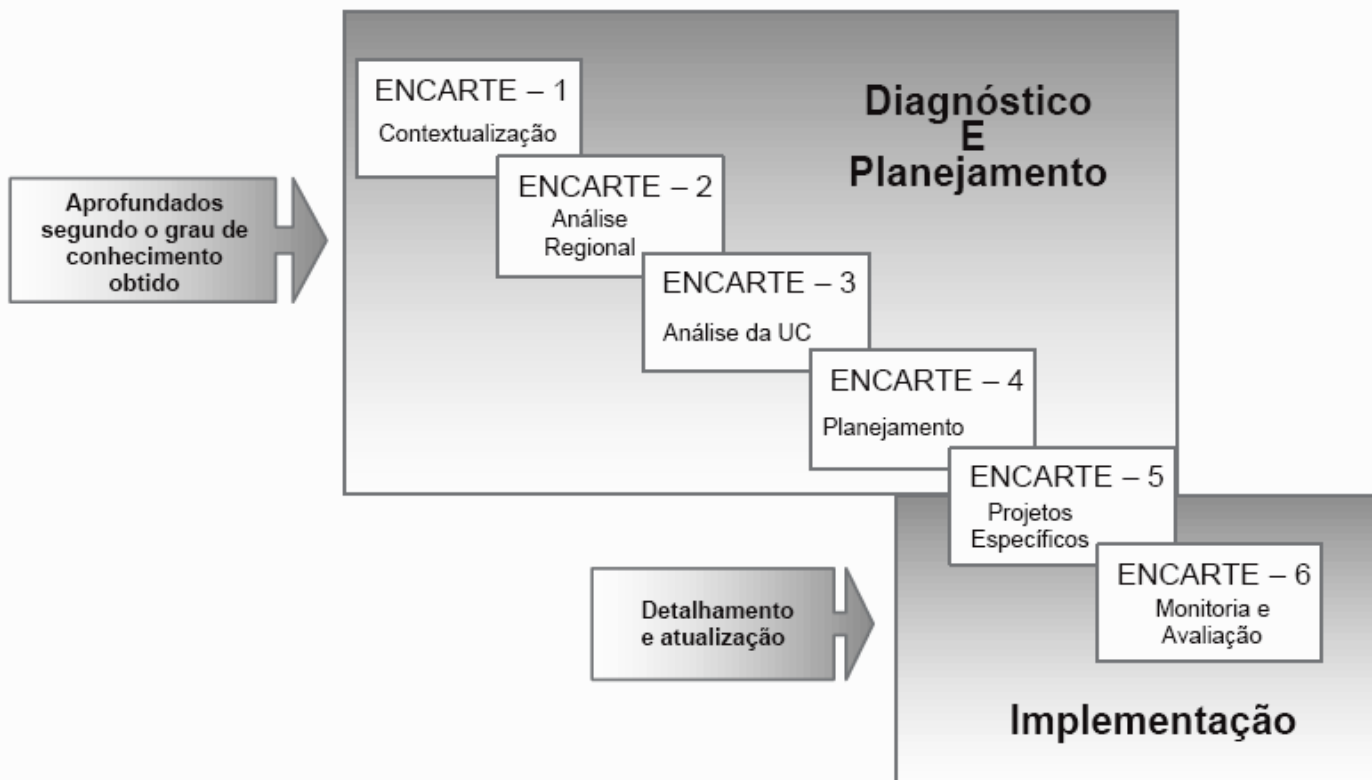 Diagnóstico
E
Planejamento
ENCARTE – 1
Contextualização
ENCARTE – 2
Análise
Regional
Aprofundados
segundo o grau de
conhecimento
obtido
ENCARTE – 3
Análise da UC
ENCARTE – 4
Planejamento
ENCARTE – 5
Projetos
Específicos
ENCARTE – 6
Monitoria e
Avaliação
Detalhamento
e atualização
Implementação